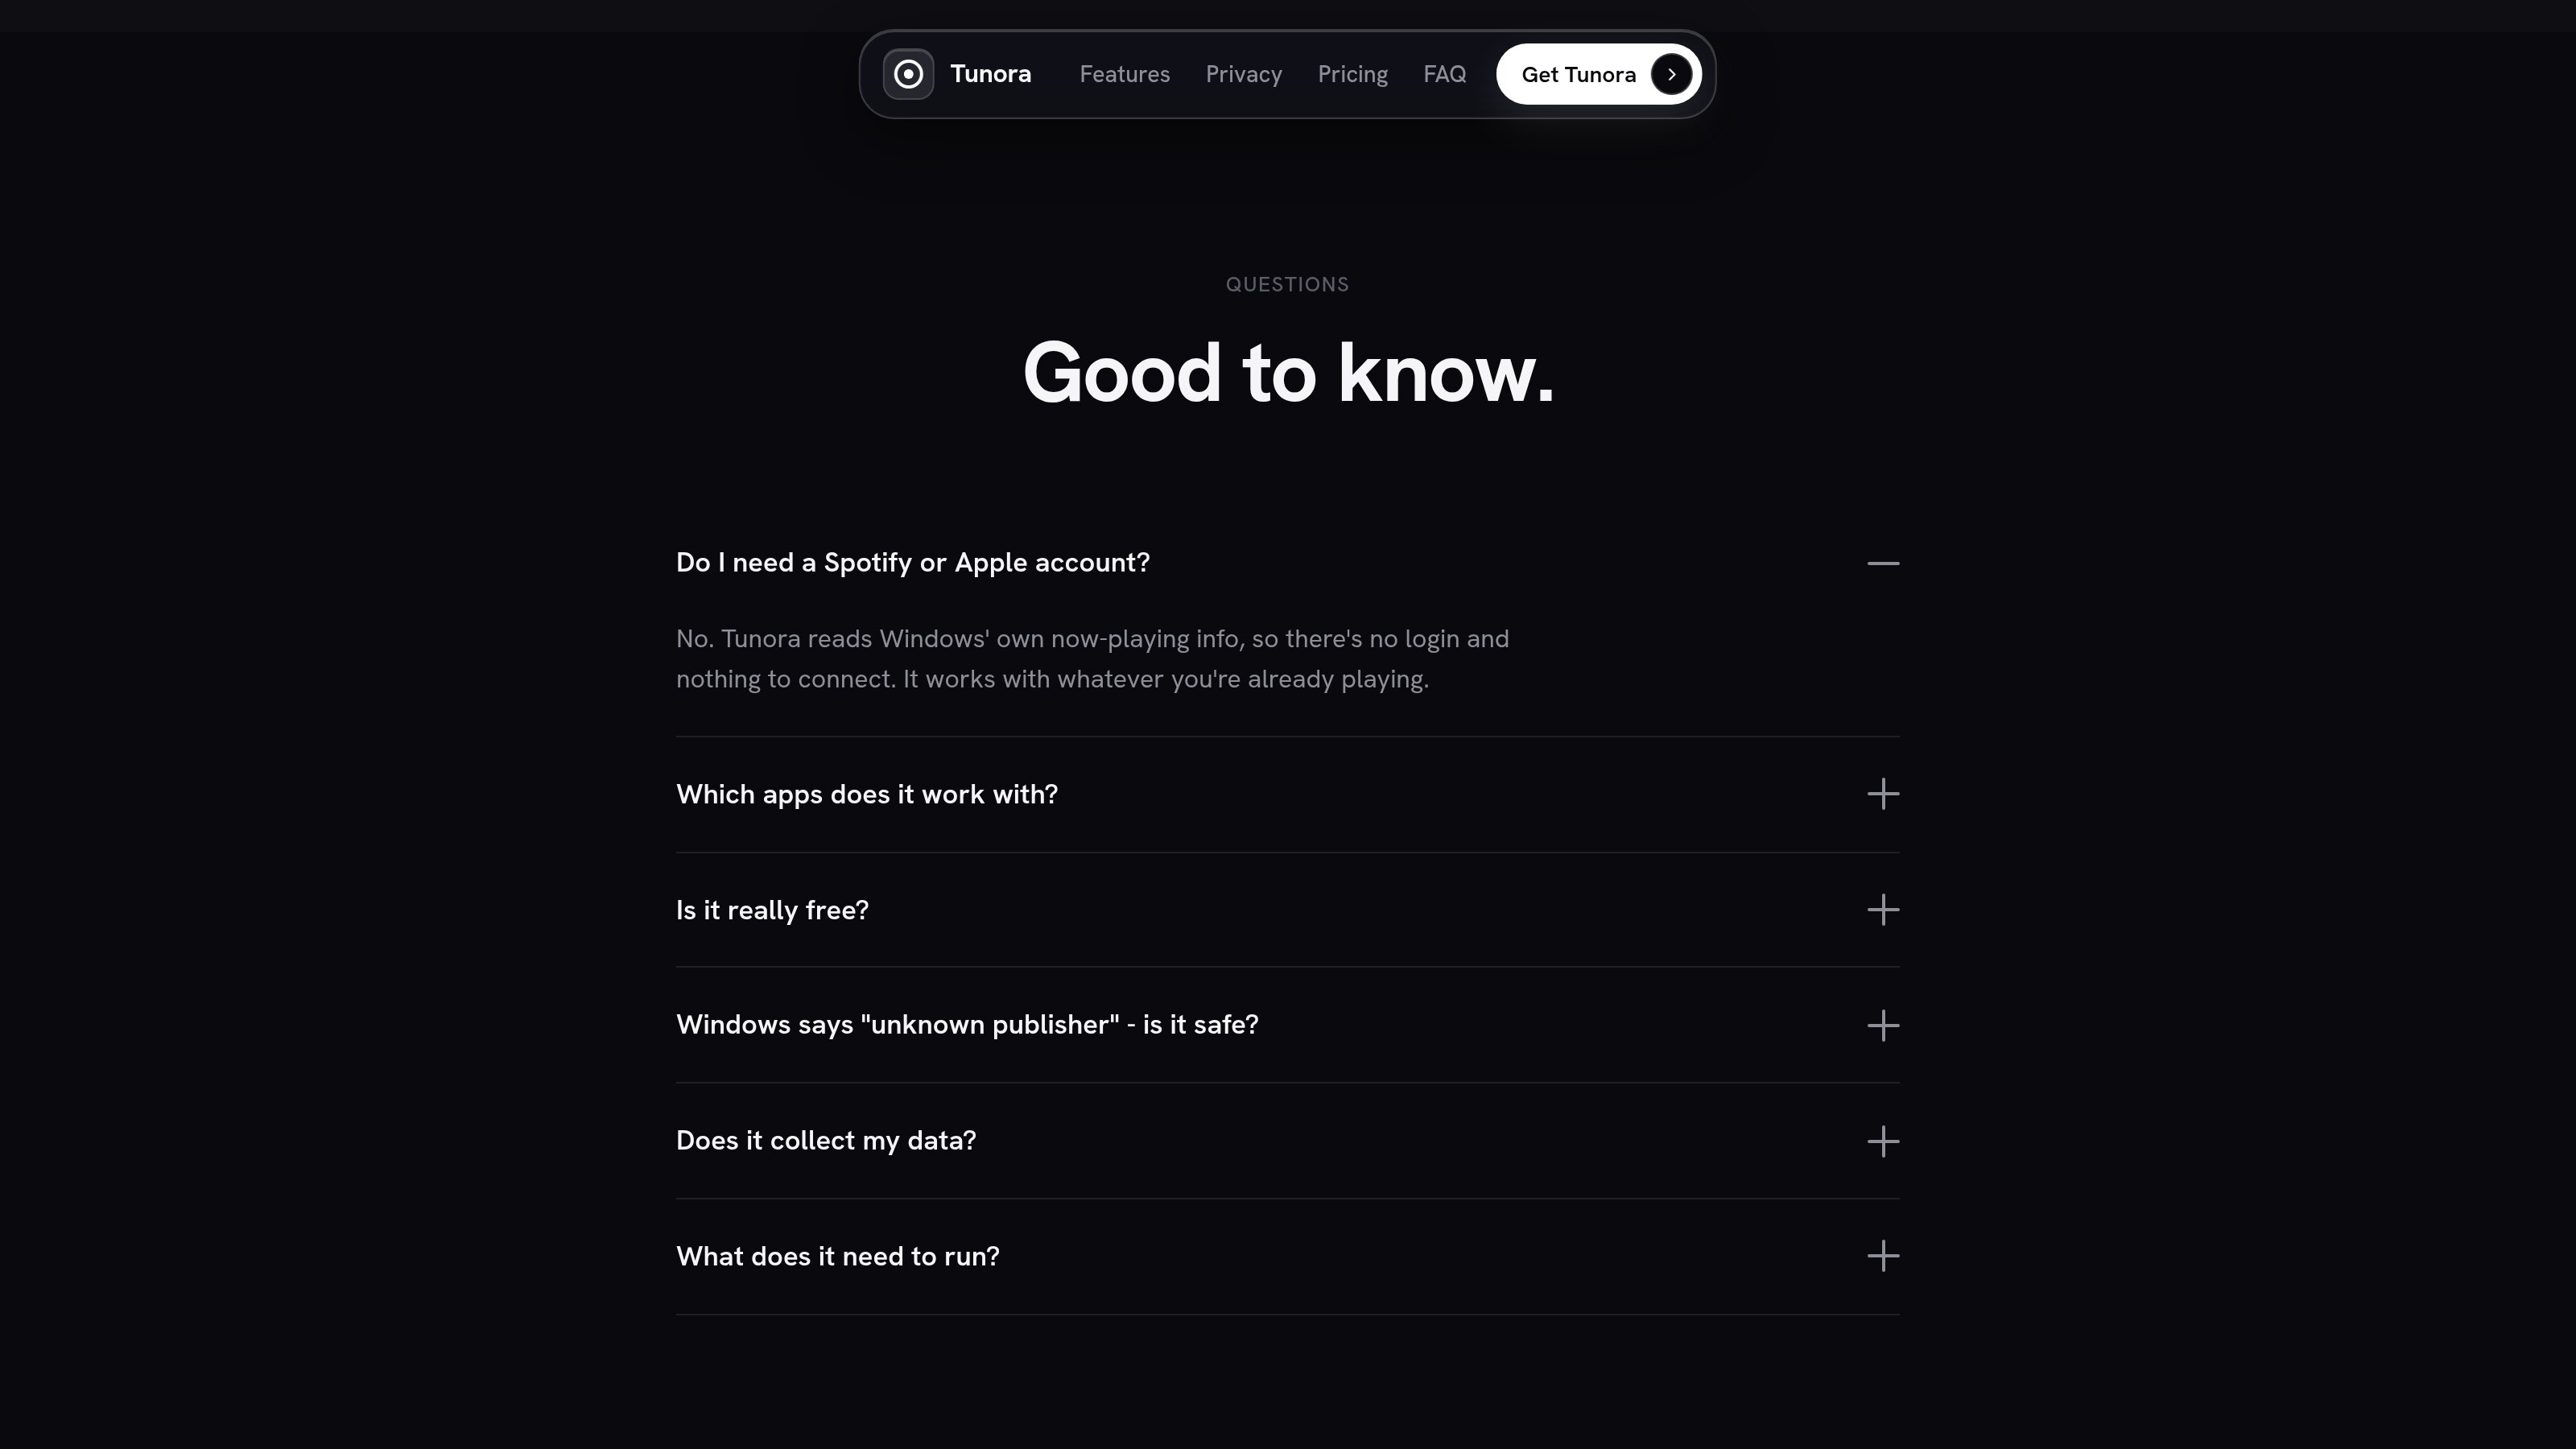 Tunora Features Privacy Pricing FAQ Get Tunora
QUESTIONS
Good to know.
Do I need a Spotify or Apple account?
No. Tunora reads Windows' own now-playing info, so there's no login and
nothing to connect. It works with whatever you're already playing.
Which apps does it work with?
Is it really free?
Windows says "unknown publisher" - is it safe?
Does it collect my data?
What does it need to run?